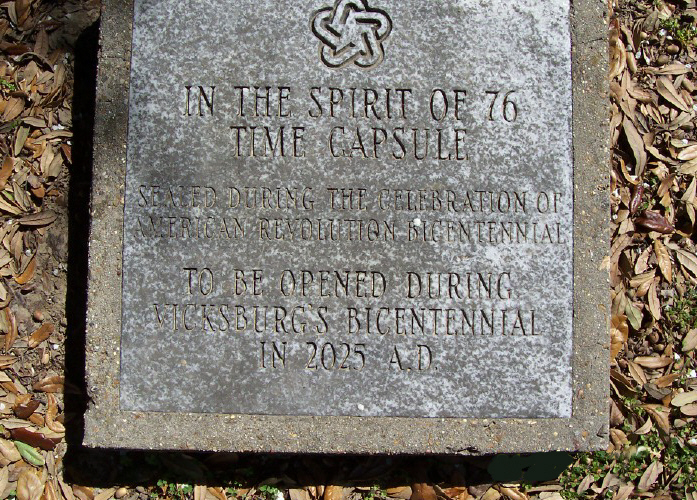 IN THE SPIRIT OF 76
TIME CAPSULE
SEALED DURING THE CELEBRATION OF
AMERICAN REVOLUTION BICENTENNIAL
TO BE OPENED DURING
VICKSBURG'S BICENTENNIAL
IN 2025 A.D.